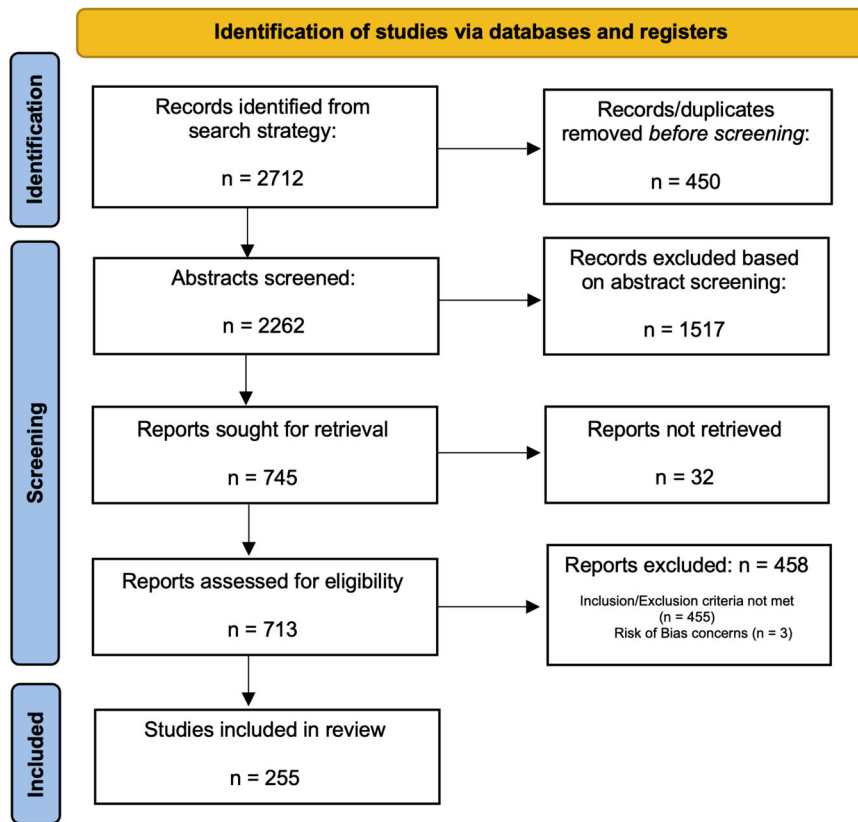 Identification of studies via databases and registers
Identification
Records identified from
search strategy:
n = 2712
Records/duplicates
removed before screening:
n = 450
Screening
Abstracts screened:
n = 2262
Records excluded based
on abstract screening:
n = 1517
Reports sought for retrieval
n = 745
Reports not retrieved
n = 32
Reports assessed for eligibility
n = 713
Reports excluded: n = 458
Inclusion/Exclusion criteria not met
(n = 455)
Risk of Bias concerns (n = 3)
Included
Studies included in review
n = 255